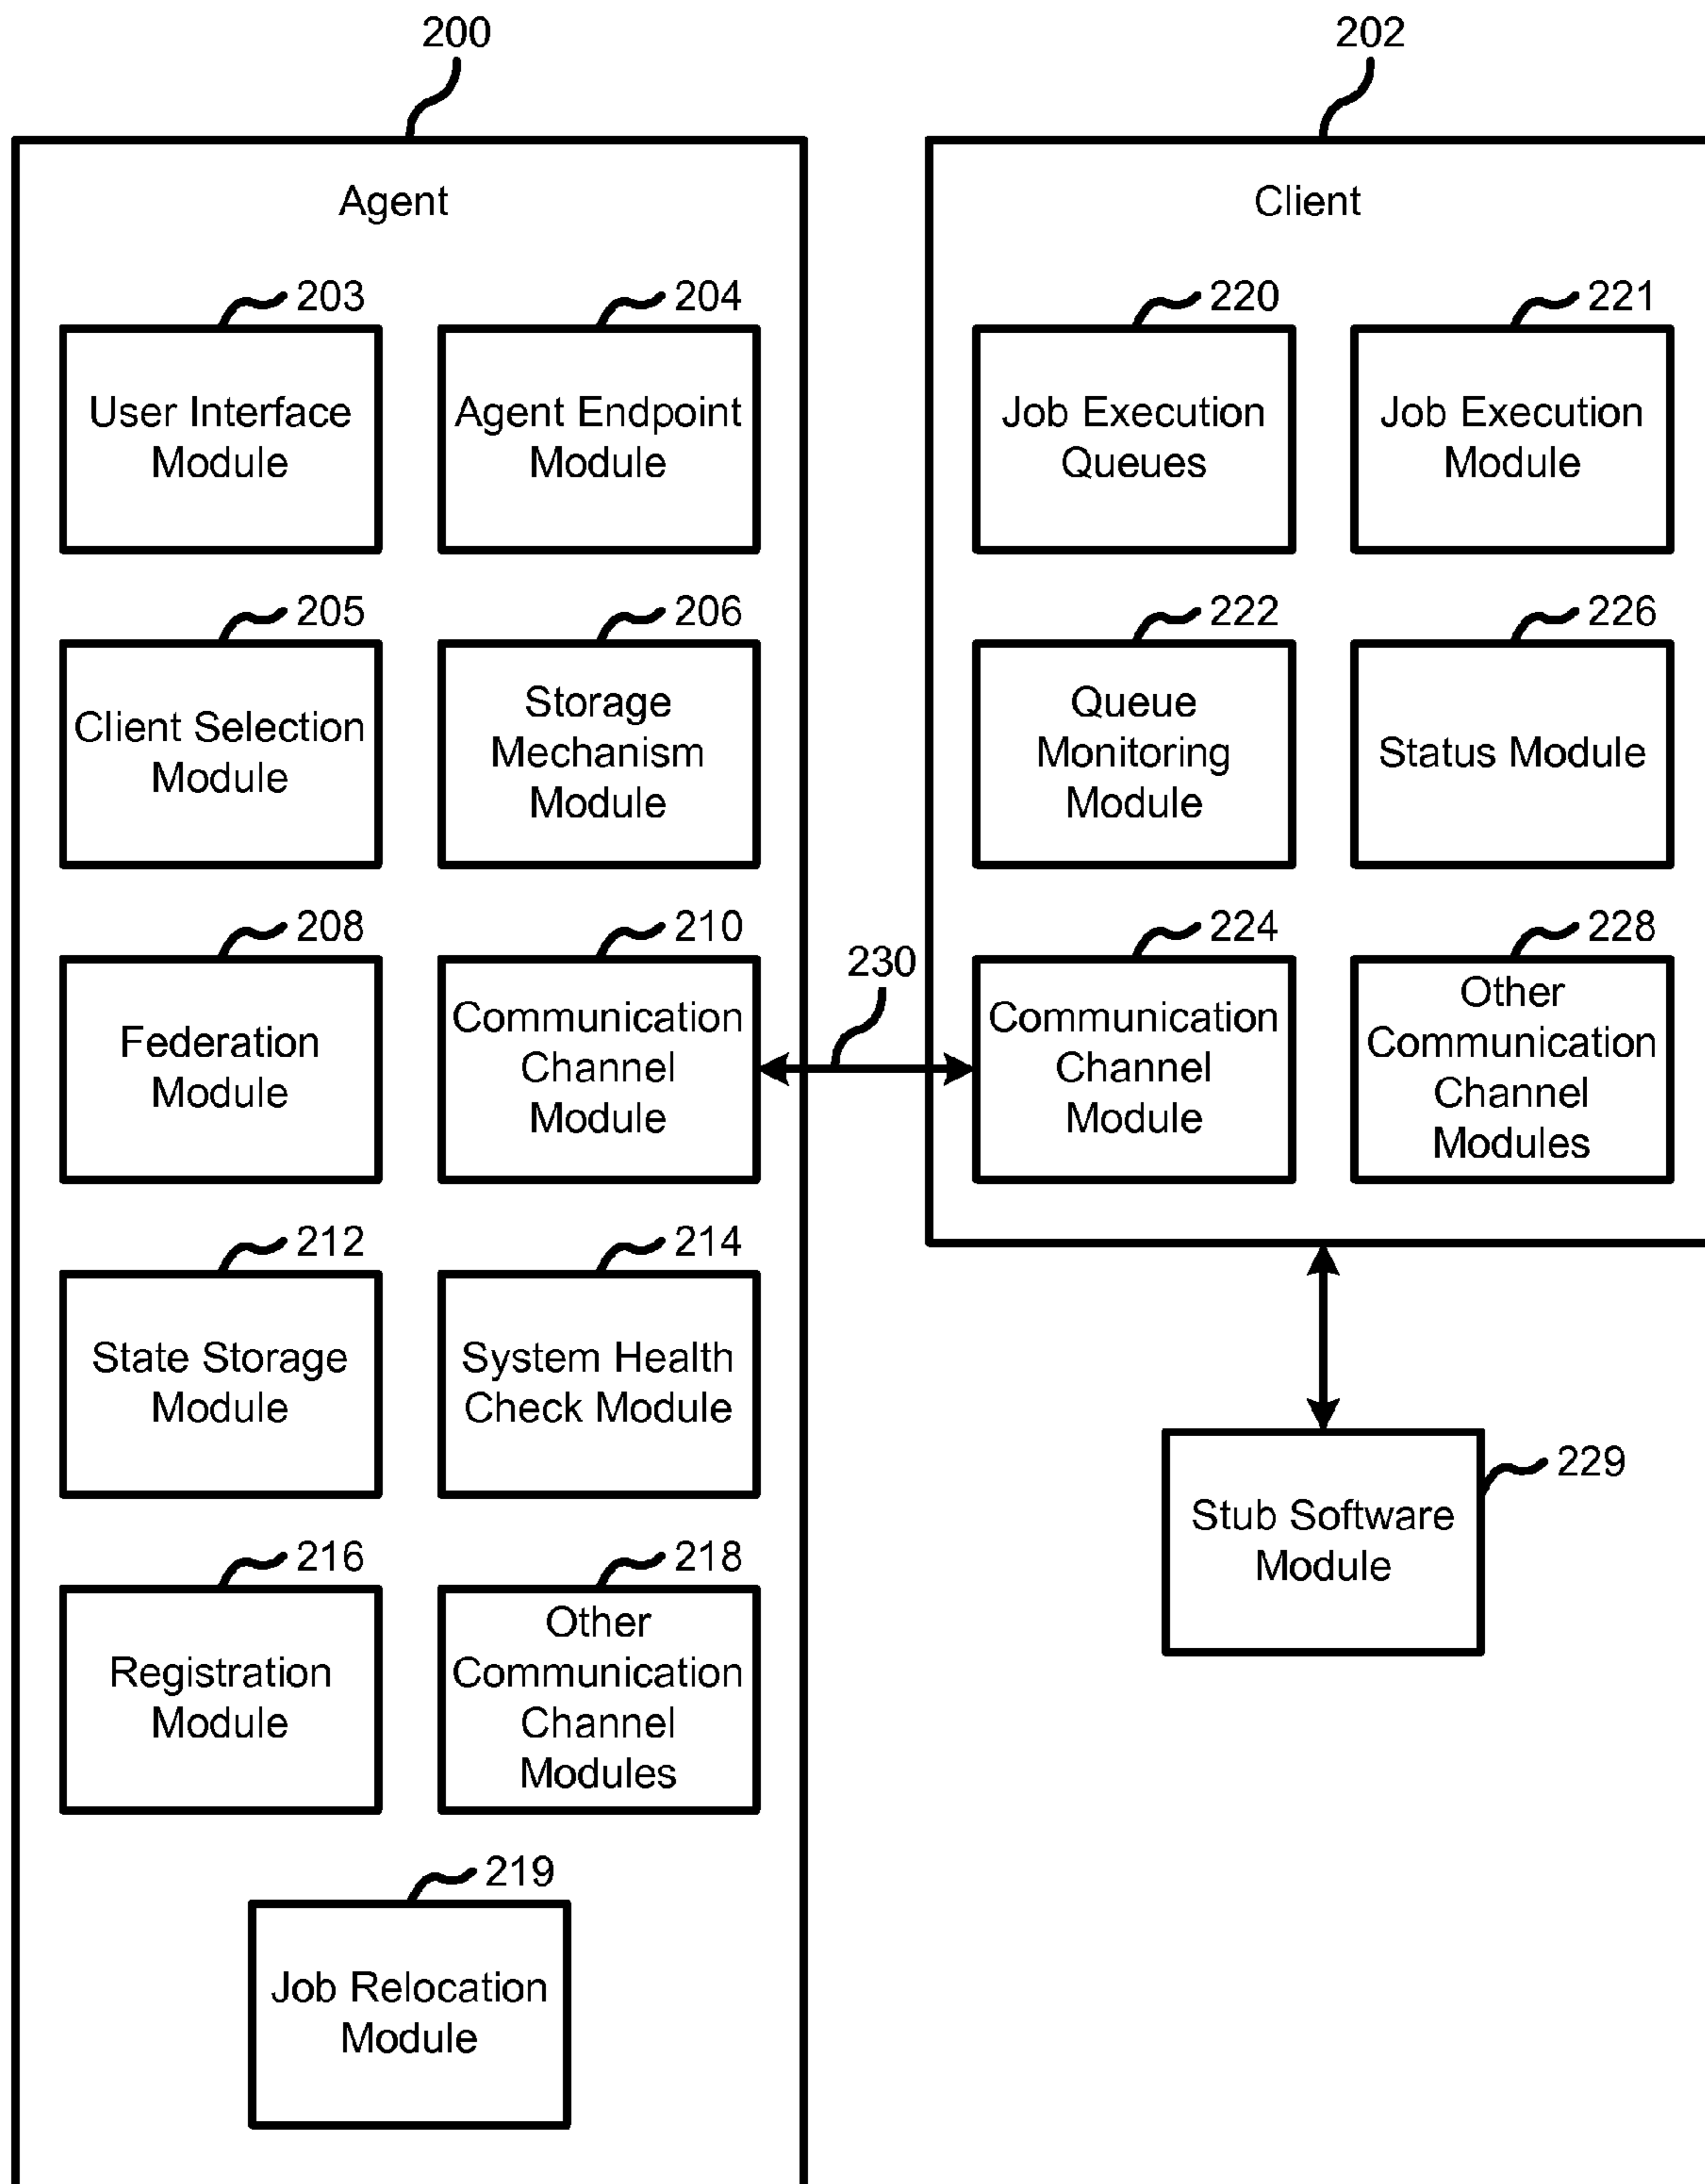 200
202
Agent
Client
203
204
User Interface
Module
Agent Endpoint
Module
205
206
Client Selection
Module
Storage
Mechanism
Module
208
210
Federation
Module
Communication
Channel
Module
212
214
State Storage
Module
System Health
Check Module
216
218
Registration
Module
Other
Communication
Channel
Modules
219
Job Relocation
Module
230
220
221
Job Execution
Queues
Job Execution
Module
222
226
Queue
Monitoring
Module
Status Module
224
228
Communication
Channel
Module
Other
Communication
Channel
Modules
229
Stub Software
Module